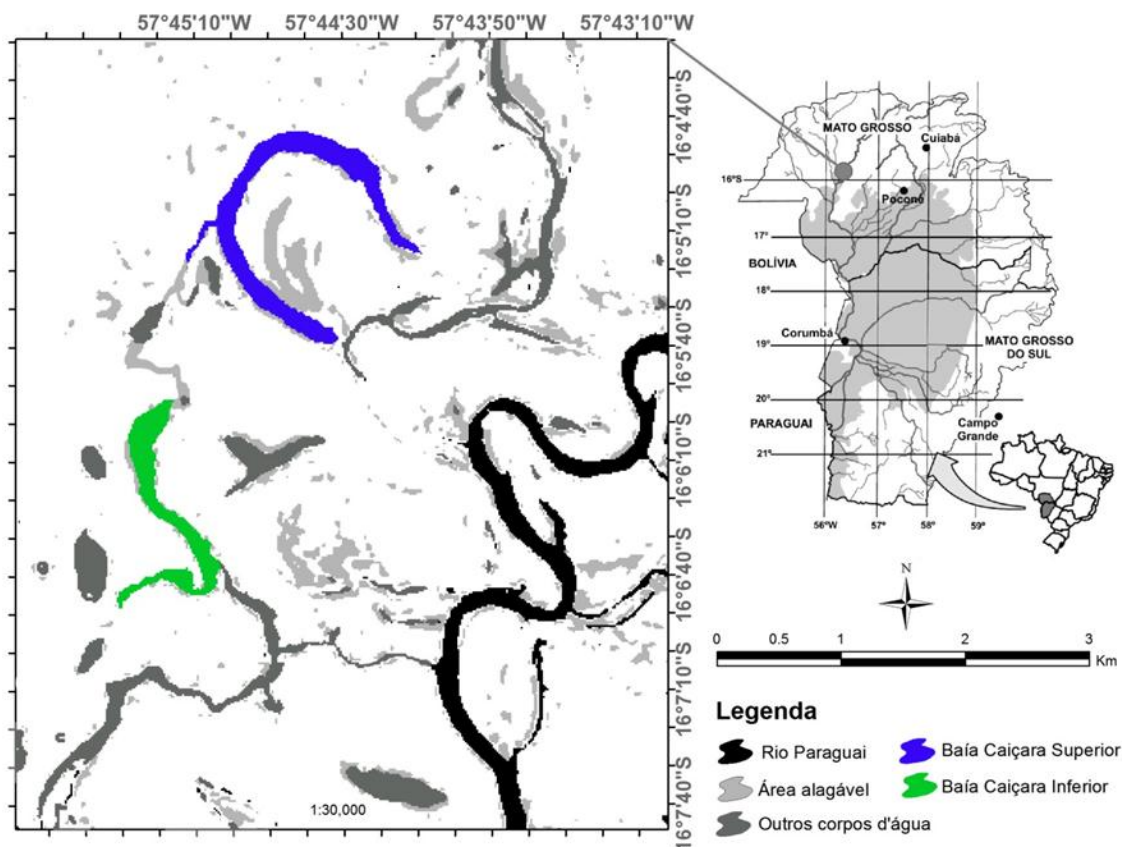 57°45'10"W
57°44'30"W
57°43'50"W
57°43'10"W
16°4'40"S
16°5'10"S
16°5'40"S
16°6'10"S
16°6'40"S
16°7'10"S
16°7'40"S
1:30,000
MATO GROSSO
Cuiabá
16°S
Poconé
17°
BOLÍVIA
18°
Corumbá
MATO GROSSO
DO SUL
19°
20°
PARAGUAI
Campo
Grande
21°
56°W
57°
58°
59°
N
0 0.5 1 2 3
Km
Legenda
Rio Paraguai
Baía Caiçara Superior
Área alagável
Baía Caiçara Inferior
Outros corpos d'água